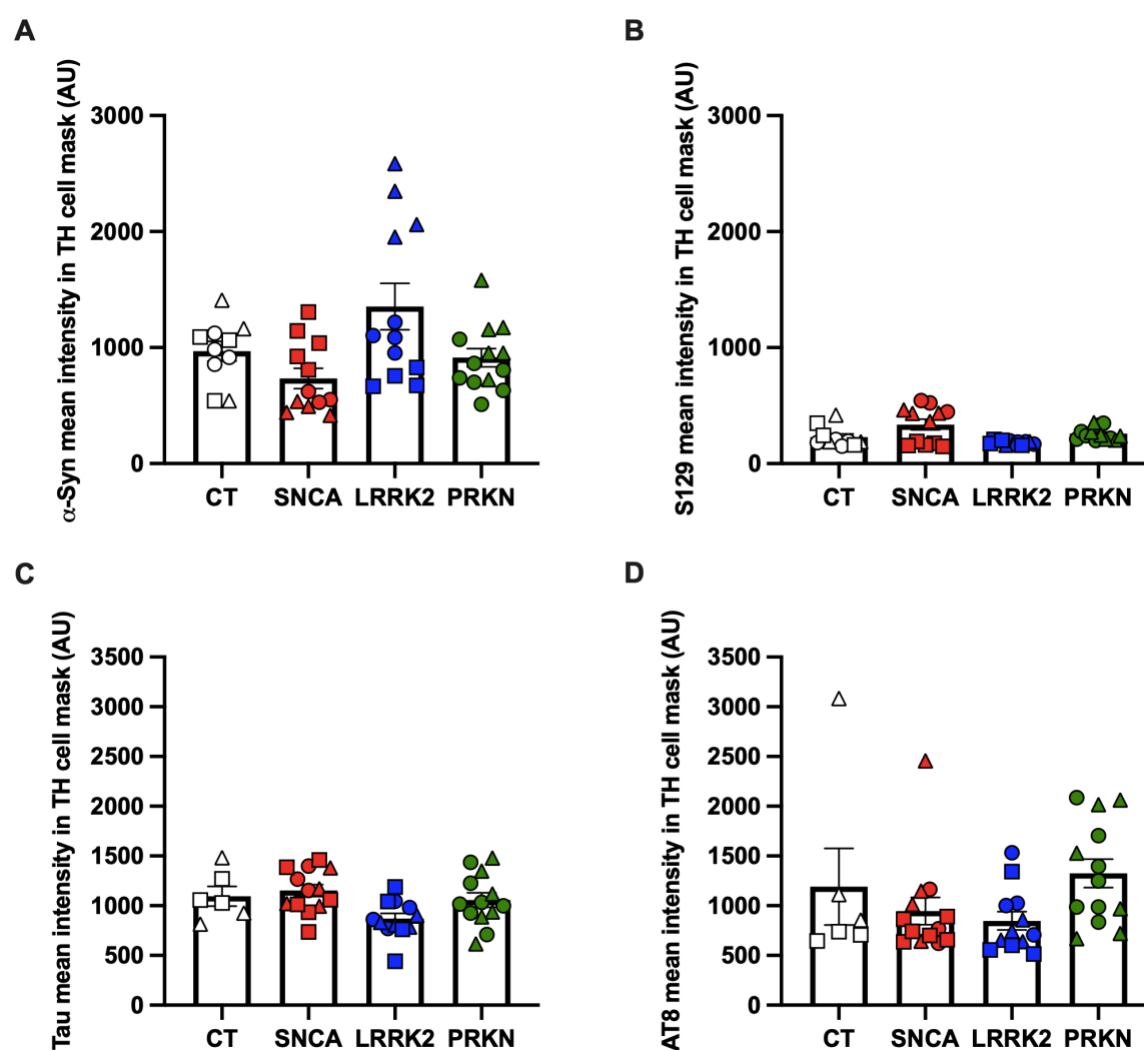 A
α-Syn mean intensity in TH cell mask (AU)
3000
2000
1000
0
CT SNCA LRRK2 PRKN
B
S129 mean intensity in TH cell mask (AU)
3000
2000
1000
0
CT SNCA LRRK2 PRKN
C
Tau mean intensity in TH cell mask (AU)
3500
3000
2500
2000
1500
1000
500
0
CT SNCA LRRK2 PRKN
D
AT8 mean intensity in TH cell mask (AU)
3500
3000
2500
2000
1500
1000
500
0
CT SNCA LRRK2 PRKN